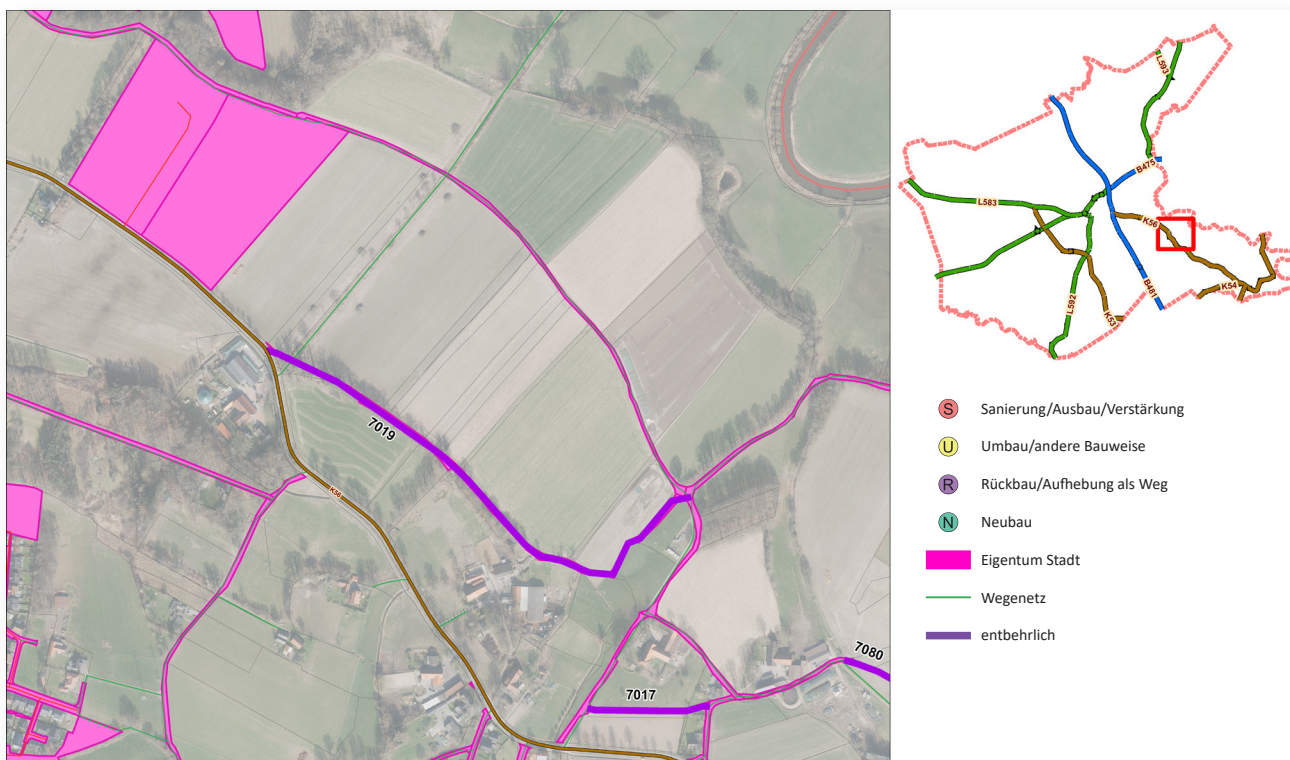 7019
K56
7017
7080
L593
B475
L583
K56
B481
K54
L592
K53
S Sanierung/Ausbau/Verstärkung
U Umbau/andere Bauweise
R Rückbau/Aufhebung als Weg
N Neubau
Eigentum Stadt
Wegenetz
entbehrlich